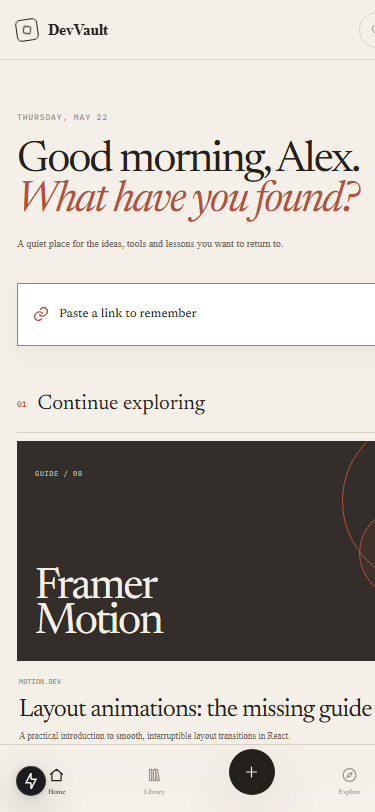 DevVault
THURSDAY, MAY 22
Good morning, Alex.
What have you found?
A quiet place for the ideas, tools and lessons you want to return to.
Paste a link to remember
01 Continue exploring
GUIDE / 08
Framer
Motion
MOTION.DEV
Layout animations: the missing guide
A practical introduction to smooth, interruptible layout transitions in React.
Home
Library
Explore